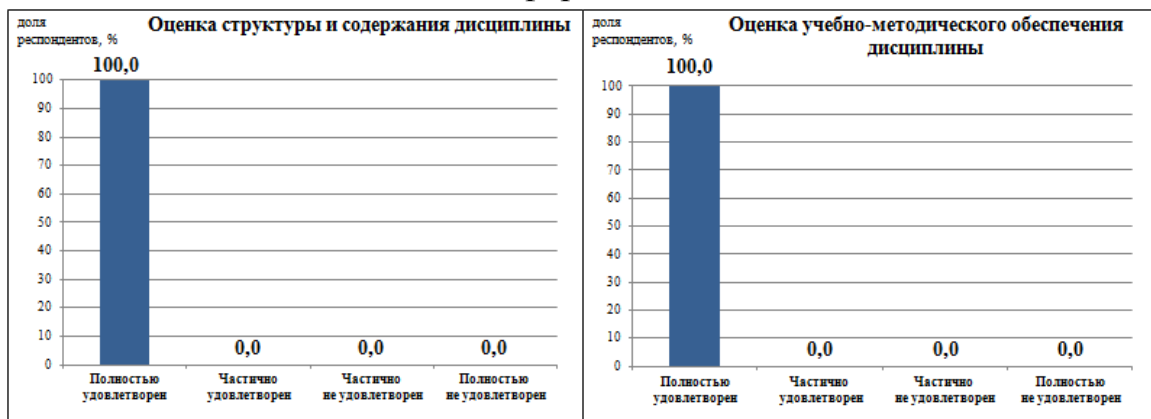 доля
респондентов, %
Оценка структуры и содержания дисциплины
100,0
100
90
80
70
60
50
40
30
20
10
0
0,0 0,0 0,0
Полностью удовлетворен
Частично удовлетворен
Частично не удовлетворен
Полностью не удовлетворен
доля
респондентов, %
Оценка учебно-методического обеспечения
дисциплины
100,0
100
90
80
70
60
50
40
30
20
10
0
0,0 0,0 0,0
Полностью удовлетворен
Частично удовлетворен
Частично не удовлетворен
Полностью не удовлетворен